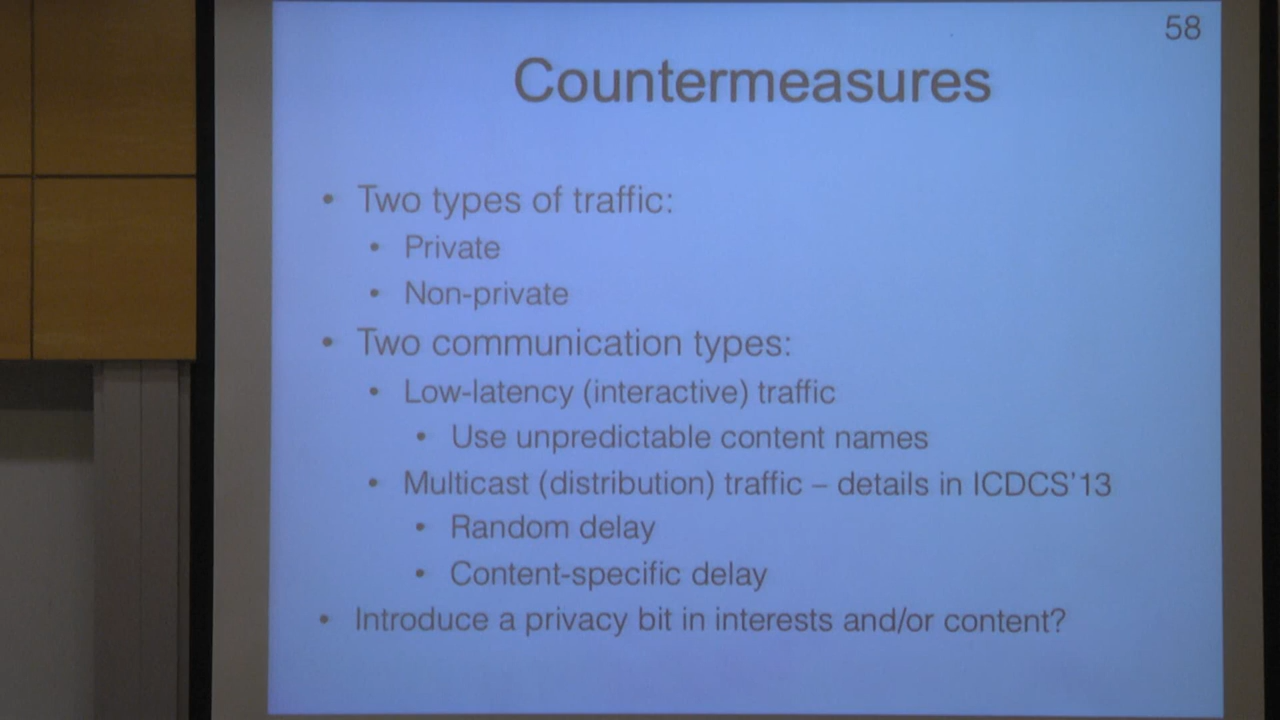 58
Countermeasures
• Two types of traffic:
• Private
• Non-private
• Two communication types:
• Low-latency (interactive) traffic
• Use unpredictable content names
• Multicast (distribution) traffic – details in ICDCS'13
• Random delay
• Content-specific delay
• Introduce a privacy bit in interests and/or content?